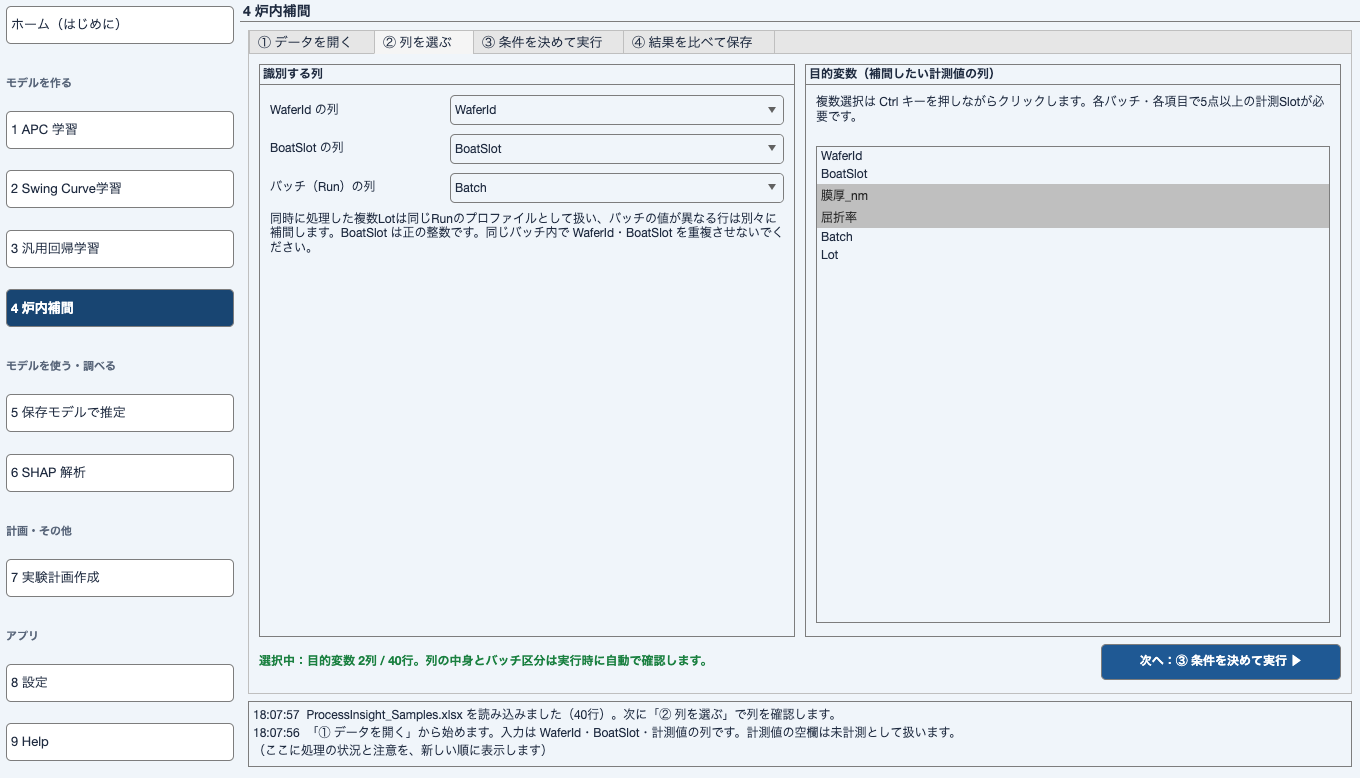 ホーム（はじめに）
モデルを作る
1 APC 学習
2 Swing Curve学習
3 汎用回帰学習
4 炉内補間
モデルを使う・調べる
5 保存モデルで推定
6 SHAP 解析
計画・その他
7 実験計画作成
アプリ
8 設定
9 Help
4 炉内補間
① データを開く
② 列を選ぶ
③ 条件を決めて実行
④ 結果を比べて保存
識別する列
WaferId の列
WaferId
BoatSlot の列
BoatSlot
バッチ（Run）の列
Batch
同時に処理した複数Lotは同じRunのプロファイルとして扱い、バッチの値が異なる行は別々に
補間します。BoatSlot は正の整数です。同じバッチ内で WaferId・BoatSlot を重複させないでく
ださい。
目的変数（補間したい計測値の列）
複数選択は Ctrl キーを押しながらクリックします。各バッチ・各項目で5点以上の計測Slotが必
要です。
WaferId
BoatSlot
膜厚_nm
屈折率
Batch
Lot
選択中：目的変数 2列 / 40行。列の中身とバッチ区分は実行時に自動で確認します。
次へ：③ 条件を決めて実行 ▶
18:07:57 ProcessInsight_Samples.xlsx を読み込みました（40行）。次に「② 列を選ぶ」で列を確認します。
18:07:56 「① データを開く」から始めます。入力は WaferId・BoatSlot・計測値の列です。計測値の空欄は未計測として扱います。
（ここに処理の状況と注意を、新しい順に表示します）